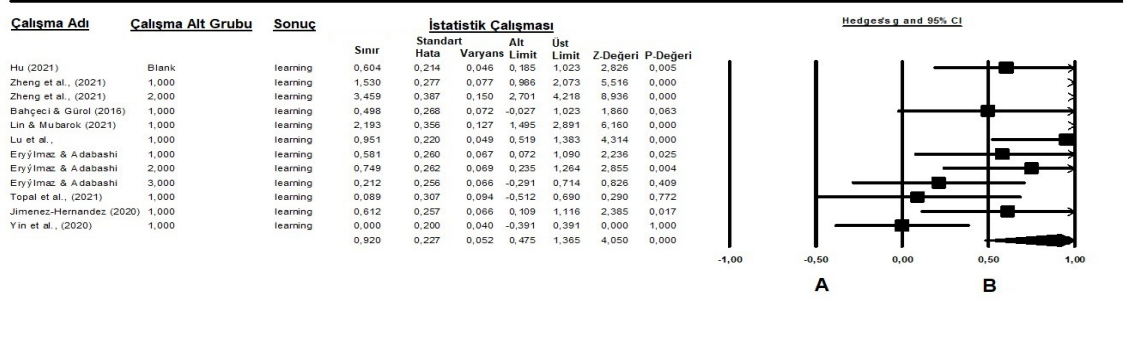 Çalışma Adı Çalışma Alt Grubu Sonuç İstatistik Çalışması Hedges's g and 95% CI
Sınır Standart Hata Varyans Alt Limit Üst Limit Z-Değeri P-Değeri
Hu (2021) Blank learning 0,604 0,214 0,046 0,185 1,023 2,826 0,005
Zheng et al., (2021) 1,000 learning 1,530 0,277 0,077 0,986 2,073 5,516 0,000
Zheng et al., (2021) 2,000 learning 3,459 0,387 0,150 2,701 4,218 8,936 0,000
Bahçeci & Gürol (2016) 1,000 learning 0,498 0,268 0,072 -0,027 1,023 1,860 0,063
Lin & Mubarok (2021) 1,000 learning 2,193 0,356 0,127 1,495 2,891 6,160 0,000
Lu et al., 1,000 learning 0,951 0,220 0,049 0,519 1,383 4,314 0,000
Eryýlmaz & Adabashi 1,000 learning 0,581 0,260 0,067 0,072 1,090 2,236 0,025
Eryýlmaz & Adabashi 2,000 learning 0,749 0,262 0,069 0,235 1,264 2,855 0,004
Eryýlmaz & Adabashi 3,000 learning 0,212 0,256 0,066 -0,291 0,714 0,826 0,409
Topal et al., (2021) 1,000 learning 0,089 0,307 0,094 -0,512 0,690 0,290 0,772
Jimenez-Hernandez (2020) 1,000 learning 0,612 0,257 0,066 0,109 1,116 2,385 0,017
Yin et al., (2020) 1,000 learning 0,000 0,200 0,040 -0,391 0,391 0,000 1,000
0,920 0,227 0,052 0,475 1,365 4,050 0,000
-1,00 -0,50 0,00 0,50 1,00
A B